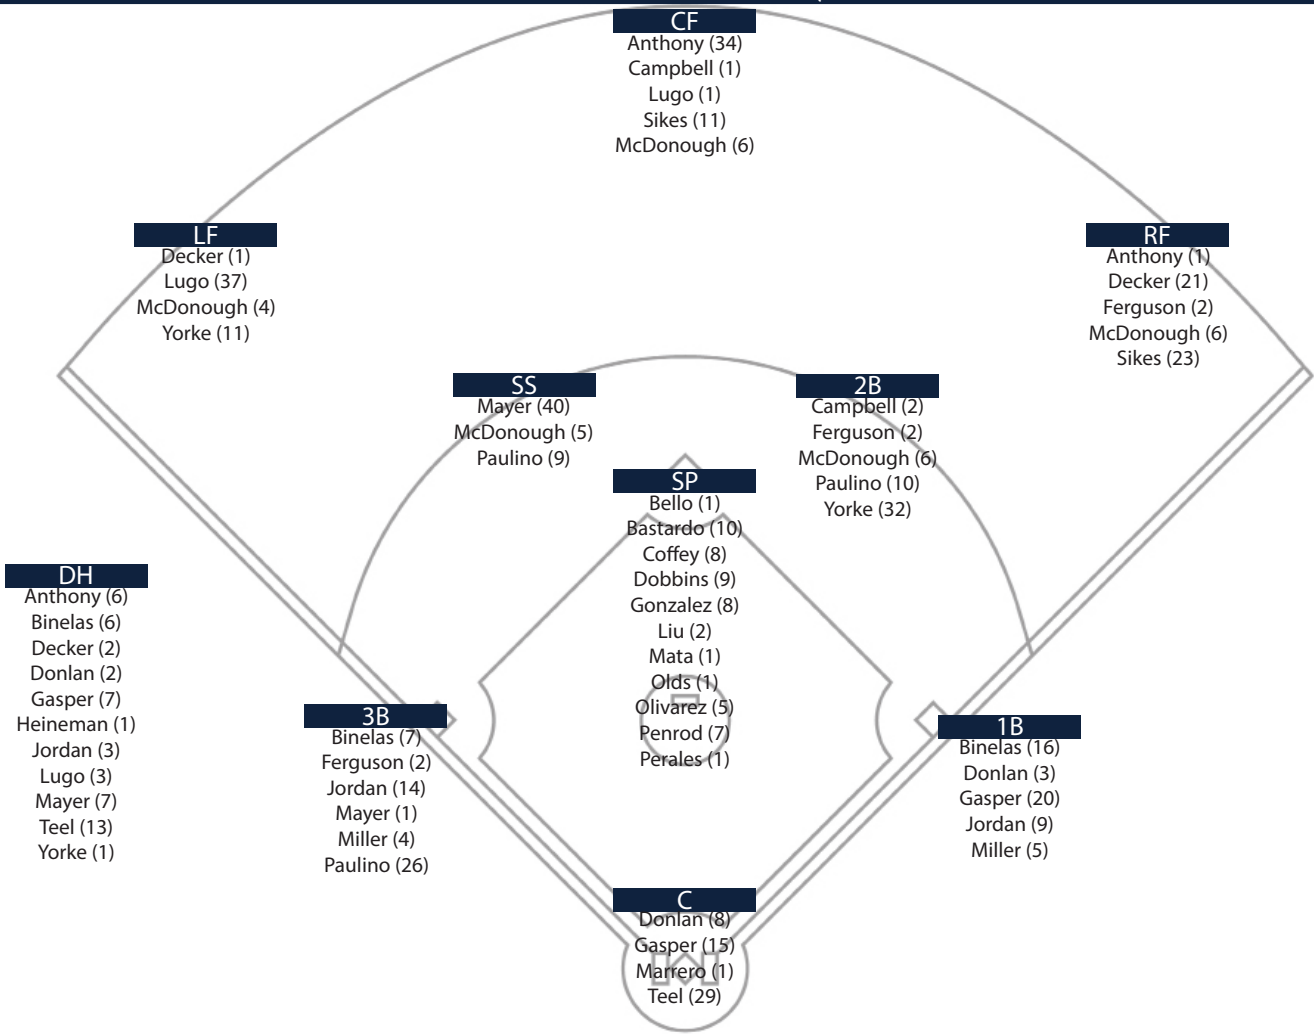 CF
Anthony (34)
Campbell (1)
Lugo (1)
Sikes (11)
McDonough (6)
LF
Decker (1)
Lugo (37)
McDonough (4)
Yorke (11)
RF
Anthony (1)
Decker (21)
Ferguson (2)
McDonough (6)
Sikes (23)
SS
Mayer (40)
McDonough (5)
Paulino (9)
2B
Campbell (2)
Ferguson (2)
McDonough (6)
Paulino (10)
Yorke (32)
SP
Bello (1)
Bastardo (10)
Coffey (8)
Dobbins (9)
Gonzalez (8)
Liu (2)
Mata (1)
Olds (1)
Olivarez (5)
Penrod (7)
Perales (1)
DH
Anthony (6)
Binelas (6)
Decker (2)
Donlan (2)
Gasper (7)
Heineman (1)
Jordan (3)
Lugo (3)
Mayer (7)
Teel (13)
Yorke (1)
3B
Binelas (7)
Ferguson (2)
Jordan (14)
Mayer (1)
Miller (4)
Paulino (26)
1B
Binelas (16)
Donlan (3)
Gasper (20)
Jordan (9)
Miller (5)
C
Donlan (8)
Gasper (15)
Marrero (1)
Teel (29)